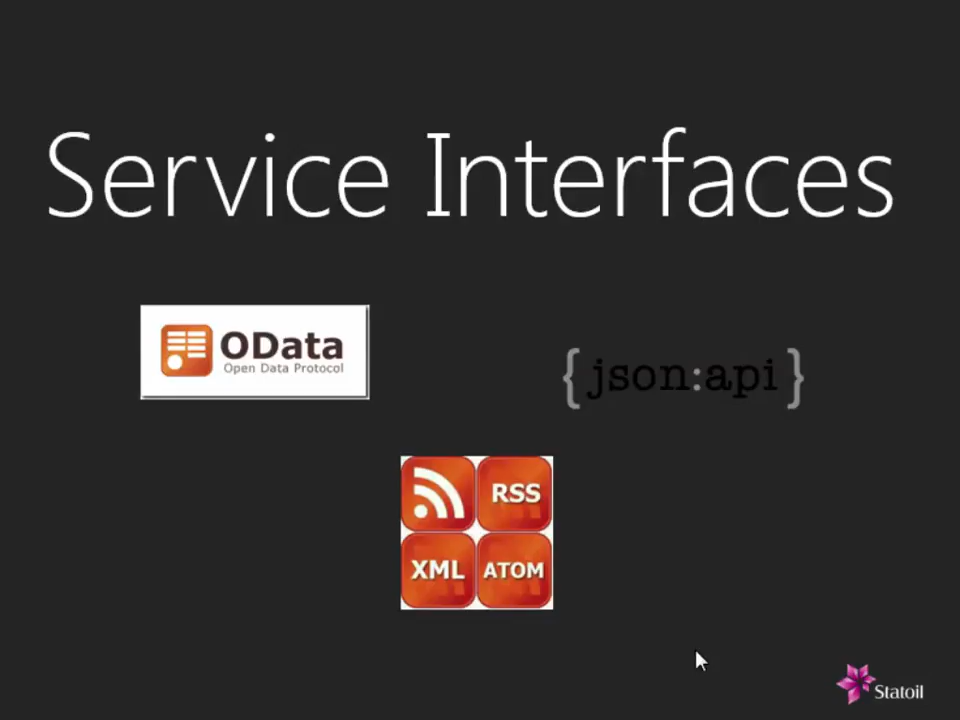 Service Interfaces
OData
Open Data Protocol
{json:api}
RSS
XML
ATOM
Statoil